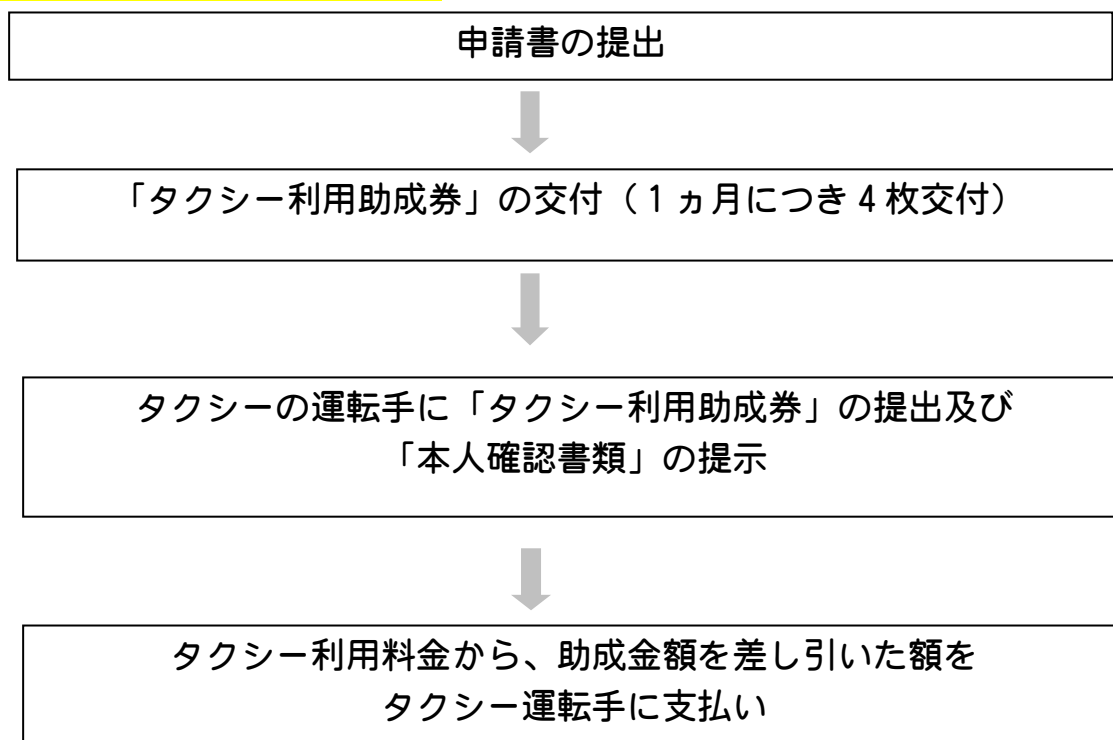 申請書の提出
「タクシー利用助成券」の交付（1ヵ月につき4枚交付）
タクシーの運転手に「タクシー利用助成券」の提出及び
「本人確認書類」の提示
タクシー利用料金から、助成金額を差し引いた額を
タクシー運転手に支払い